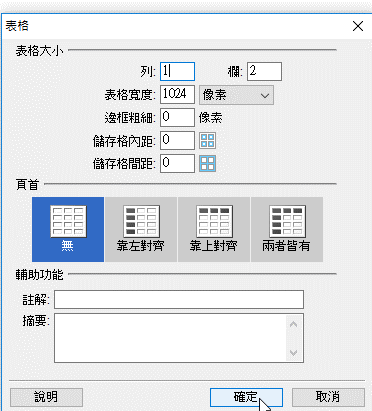 表格
表格大小
列: 1 欄: 2
表格寬度: 1024 像素
邊框粗細: 0 像素
儲存格內距: 0
儲存格間距: 0
頁首
無 靠左對齊 靠上對齊 兩者皆有
輔助功能
註解:
摘要:
說明 確定 取消